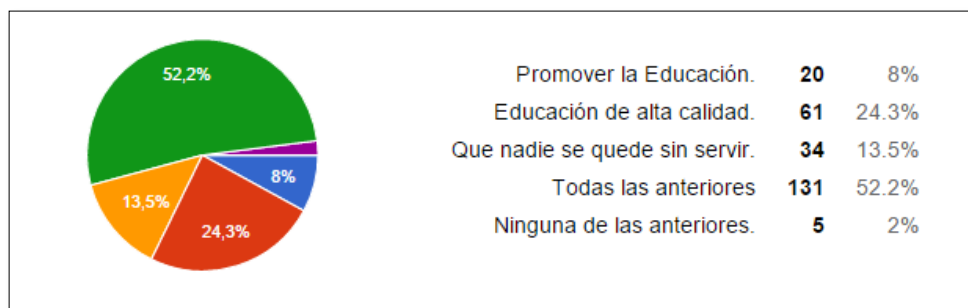 52,2%
8%
13,5%
24,3%
Promover la Educación. 20 8%
Educación de alta calidad. 61 24.3%
Que nadie se quede sin servir. 34 13.5%
Todas las anteriores 131 52.2%
Ninguna de las anteriores. 5 2%